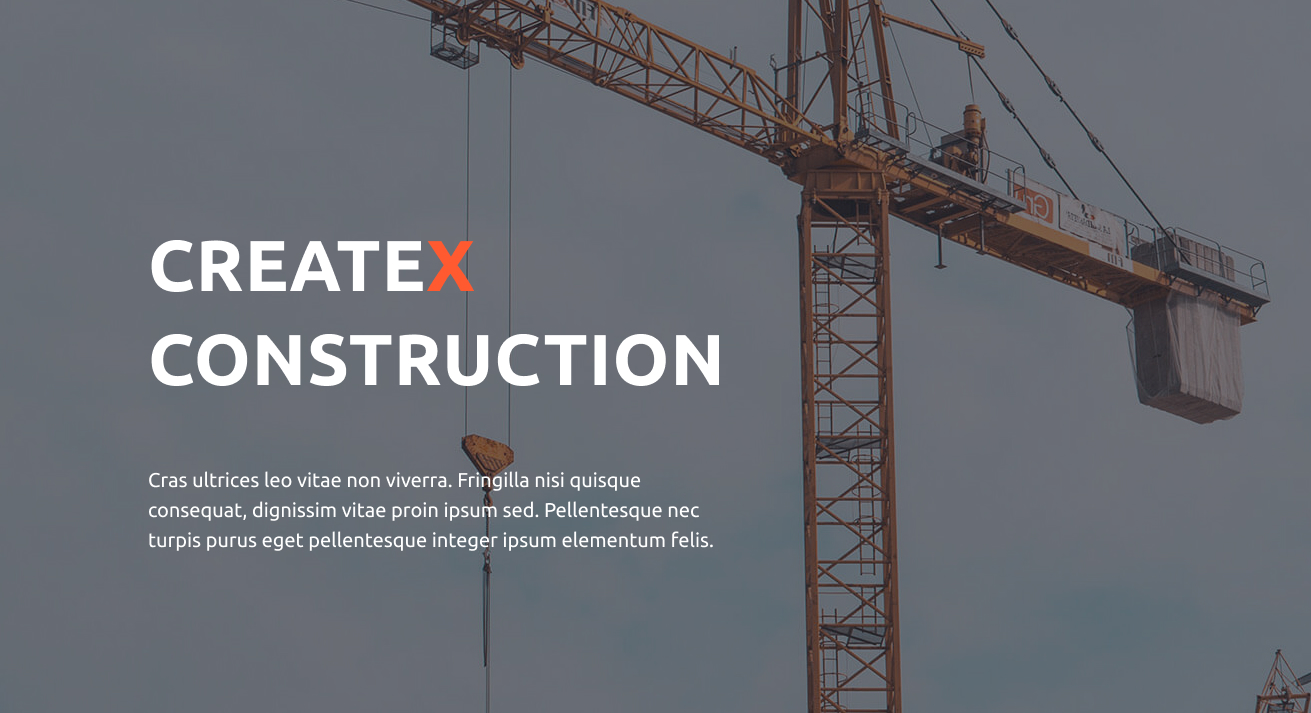 CREATEX
CONSTRUCTION
Cras ultrices leo vitae non viverra. Fringilla nisi quisque
consequat, dignissim vitae proin ipsum sed. Pellentesque nec
turpis purus eget pellentesque integer ipsum elementum felis.